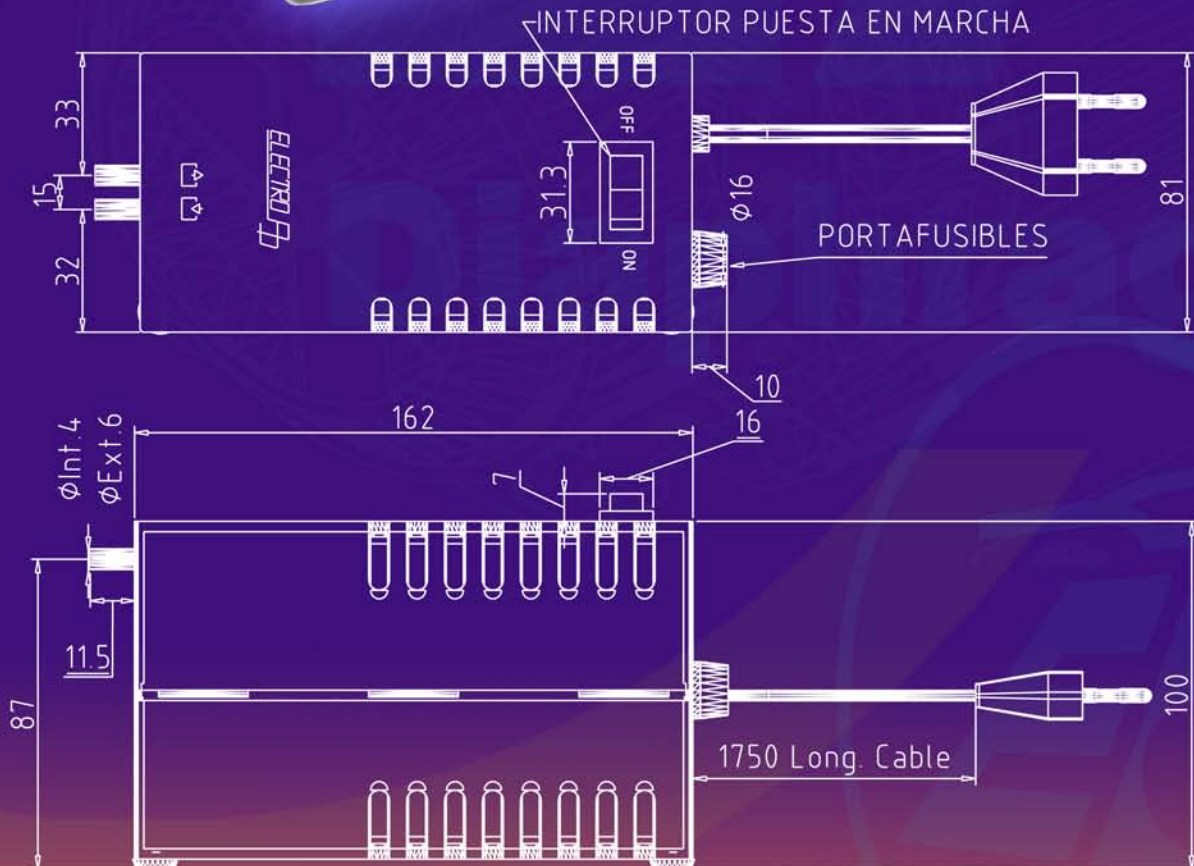 INTERRUPTOR PUESTA EN MARCHA
33
15
32
ELECTRO
OFF
31.3
ON
Ø16
PORTAFUSIBLES
81
10
162
16
7
ØInt.4
ØExt.6
11.5
87
1750 Long. Cable
100